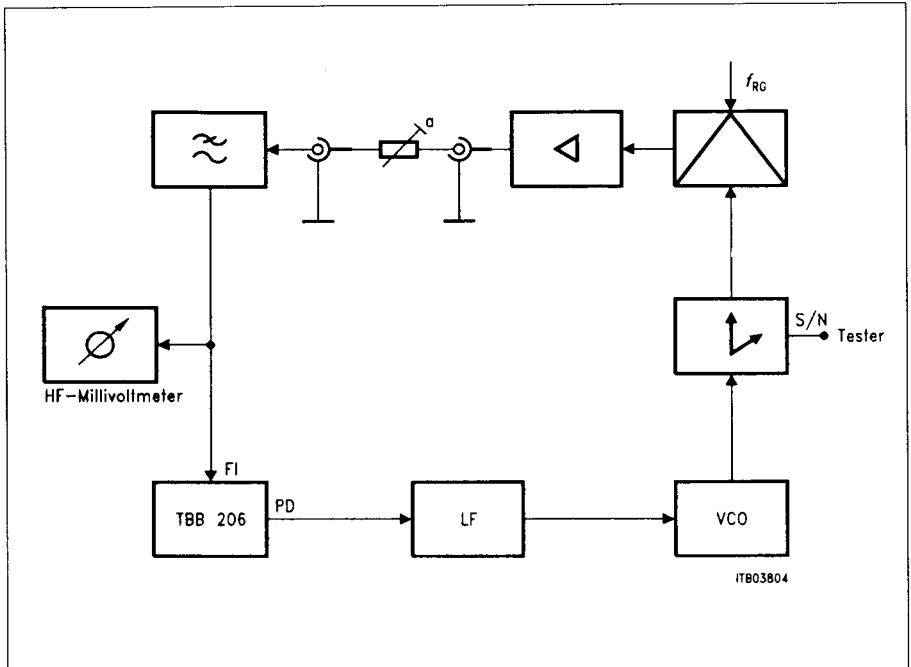 f_RG
a
S/N
Tester
HF-Millivoltmeter
FI
TBB 206
PD
LF
VCO
ITB03804